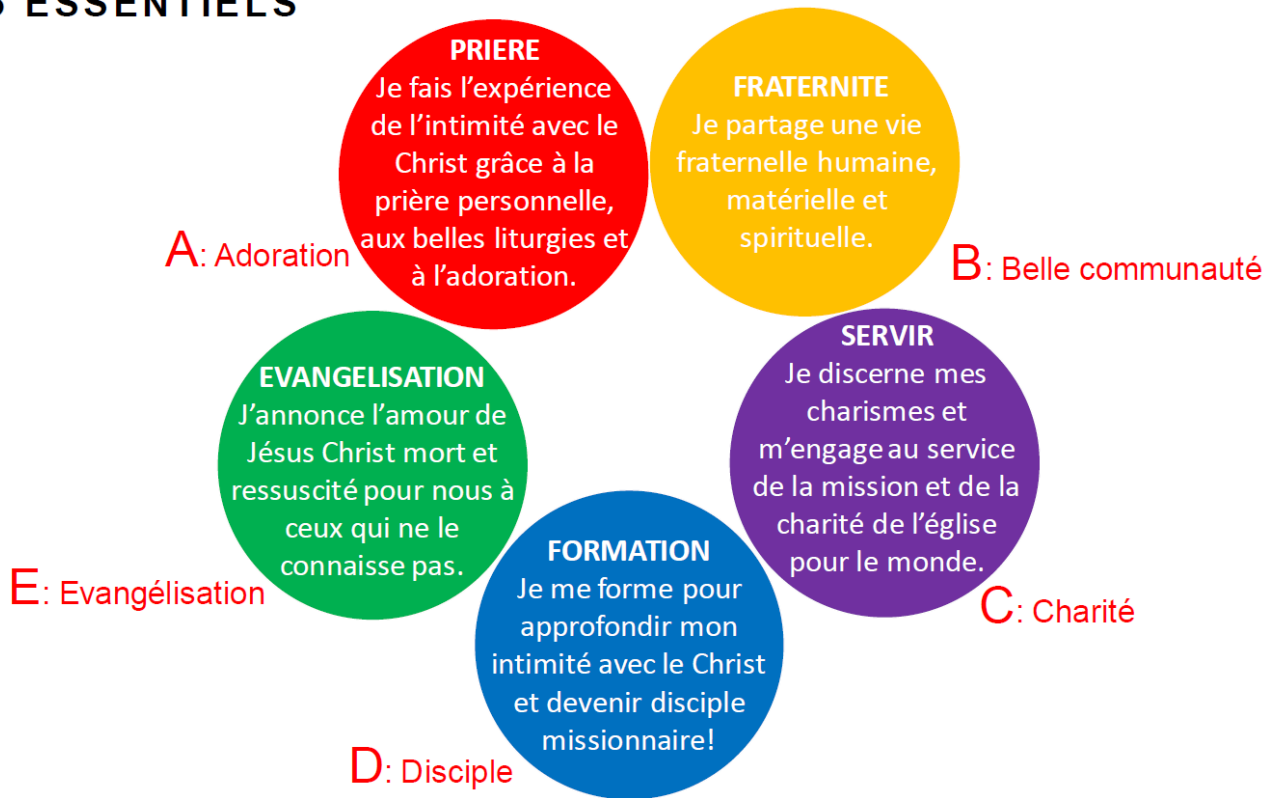 ESSENTIELS
PRIERE
Je fais l’expérience
de l’intimité avec le
Christ grâce à la
prière personnelle,
aux belles liturgies et
à l’adoration.
A: Adoration
FRATERNITE
Je partage une vie
fraternelle humaine,
matérielle et
spirituelle.
B: Belle communauté
SERVIR
Je discerne mes
charismes et
m’engage au service
de la mission et de la
charité de l’église
pour le monde.
C: Charité
FORMATION
Je me forme pour
approfondir mon
intimité avec le Christ
et devenir disciple
missionnaire!
D: Disciple
EVANGELISATION
J’annonce l’amour de
Jésus Christ mort et
ressuscité pour nous à
ceux qui ne le
connaisse pas.
E: Evangélisation